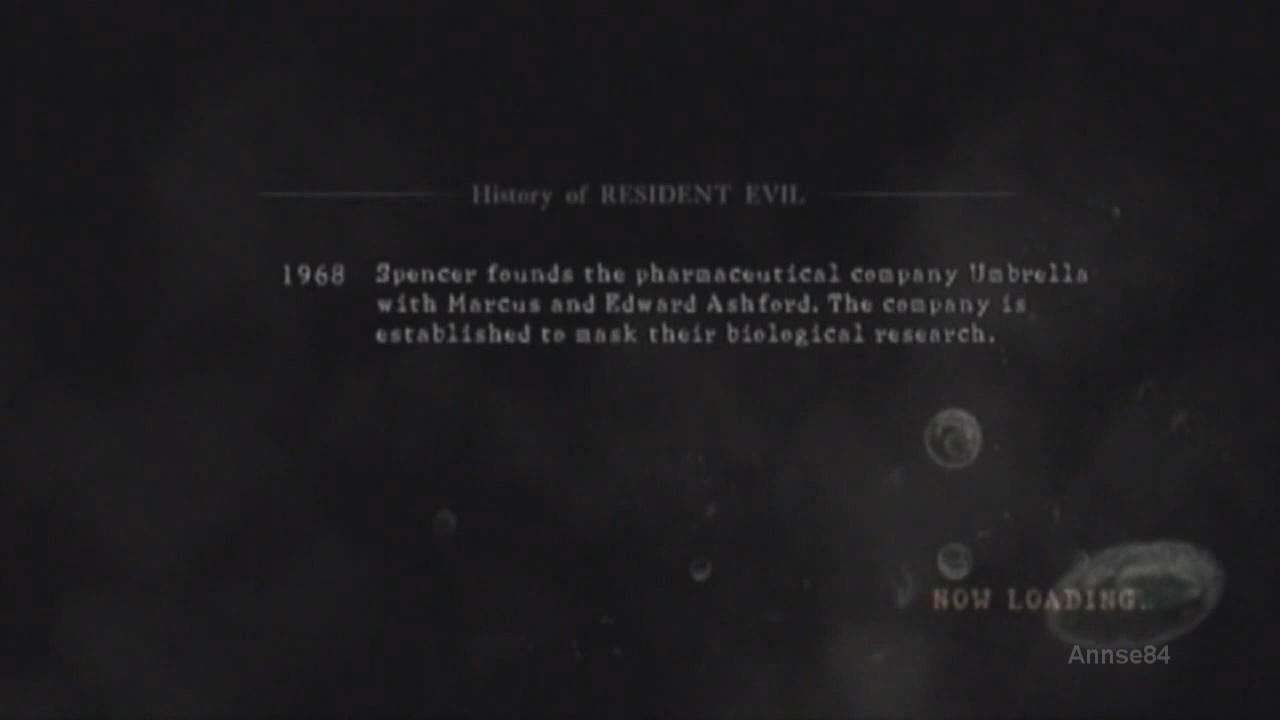 History of RESIDENT EVIL
1968 Spencer founds the pharmaceutical company Umbrella
with Marcus and Edward Ashford. The company is
established to mask their biological research.
NOW LOADING.
Annse84